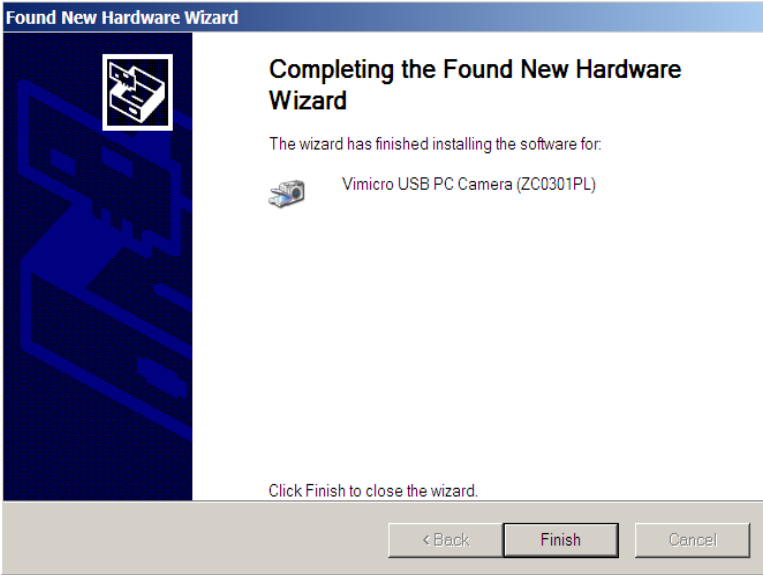 Found New Hardware Wizard
Completing the Found New Hardware
Wizard
The wizard has finished installing the software for:
Vimicro USB PC Camera (ZC0301PL)
Click Finish to close the wizard.
< Back
Finish
Cancel